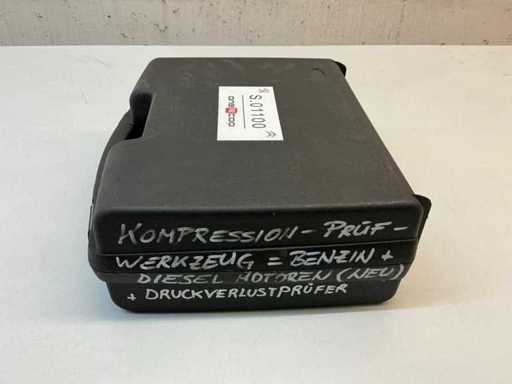 S.01100
KOMPRESSION - PRÜF -
WERKZEUG = BENZIN +
DIESEL MOTOREN (NEU)
+ DRUCKVERLUSTPRÜFER